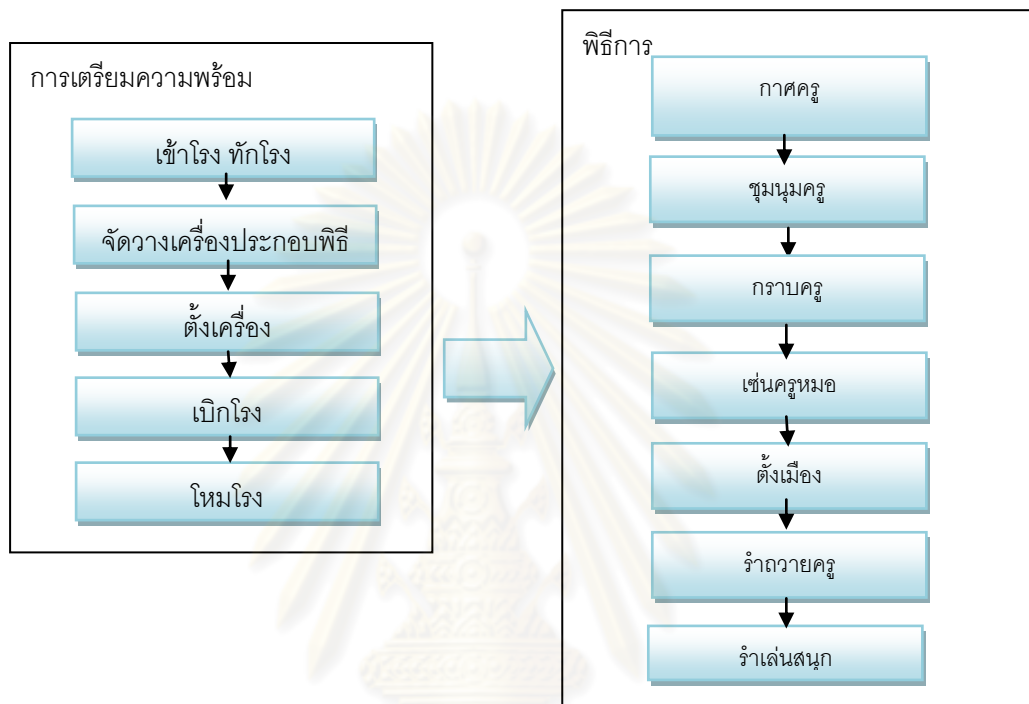 การเตรียมความพร้อม
เข้าโรง ทักโรง
จัดวางเครื่องประกอบพิธี
ตั้งเครื่อง
เบิกโรง
โหมโรง
พิธีการ
กาศครู
ชุมนุมครู
กราบครู
เซ่นครูหมอ
ตั้งเมือง
รำถวายครู
รำเล่นสนุก